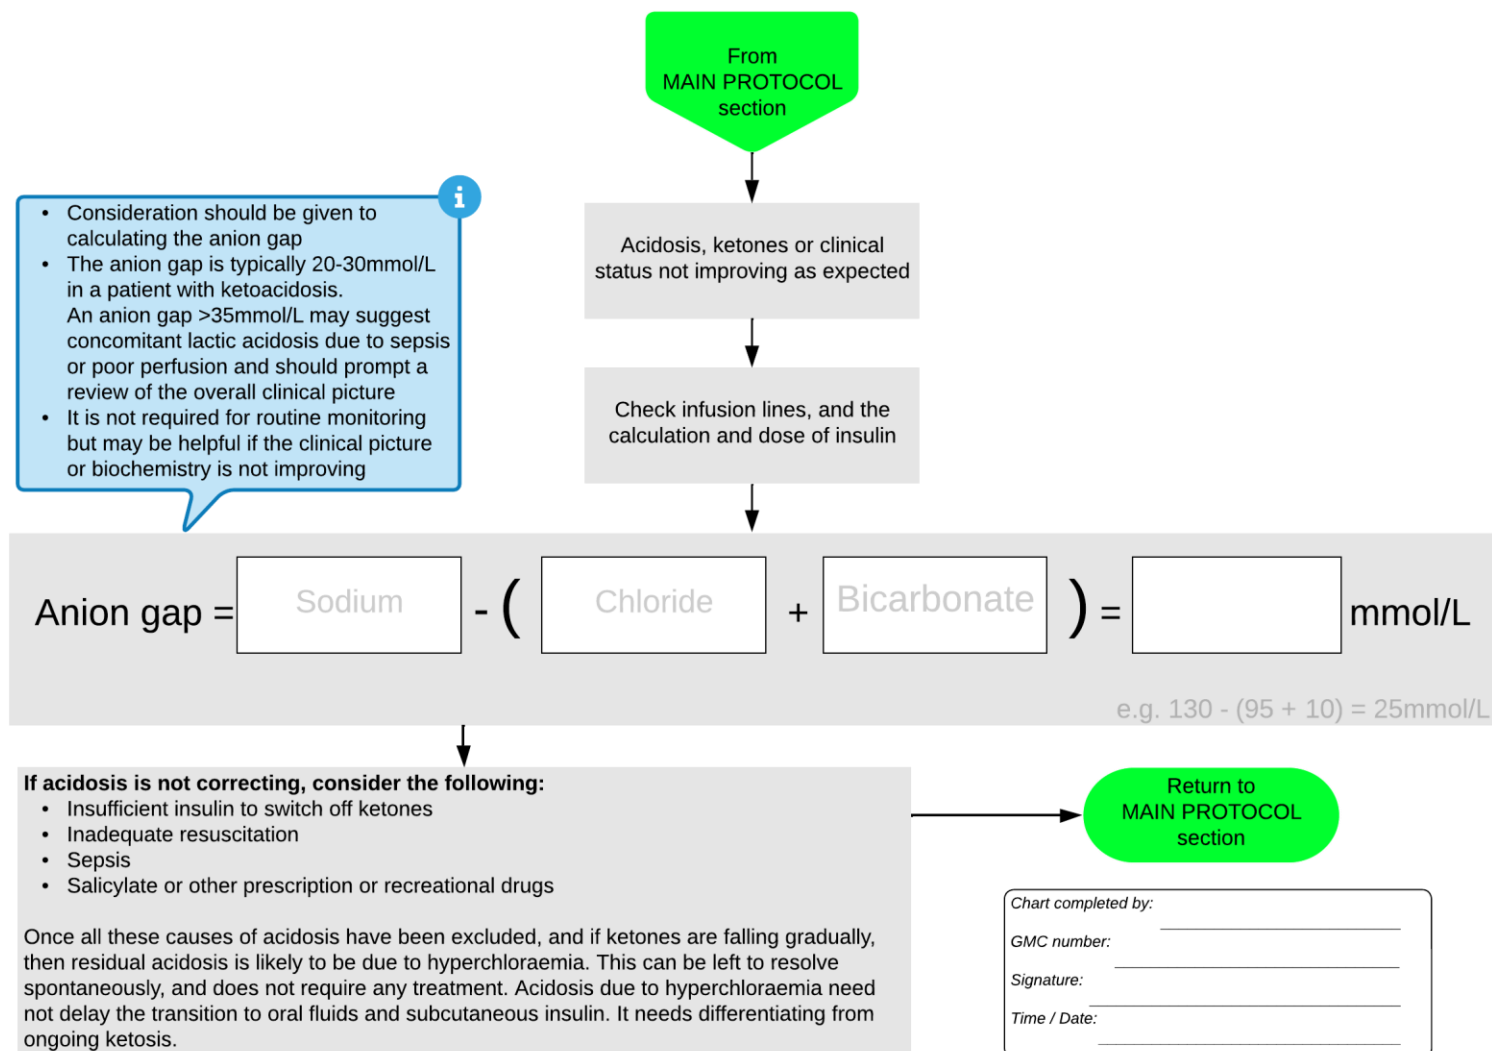 From
MAIN PROTOCOL
section
i
• Consideration should be given to
calculating the anion gap
• The anion gap is typically 20-30mmol/L
in a patient with ketoacidosis.
An anion gap >35mmol/L may suggest
concomitant lactic acidosis due to sepsis
or poor perfusion and should prompt a
review of the overall clinical picture
• It is not required for routine monitoring
but may be helpful if the clinical picture
or biochemistry is not improving
Acidosis, ketones or clinical
status not improving as expected
Check infusion lines, and the
calculation and dose of insulin
Anion gap = Sodium - ( Chloride + Bicarbonate ) = mmol/L
e.g. 130 - (95 + 10) = 25mmol/L
If acidosis is not correcting, consider the following:
• Insufficient insulin to switch off ketones
• Inadequate resuscitation
• Sepsis
• Salicylate or other prescription or recreational drugs
Once all these causes of acidosis have been excluded, and if ketones are falling gradually,
then residual acidosis is likely to be due to hyperchloraemia. This can be left to resolve
spontaneously, and does not require any treatment. Acidosis due to hyperchloraemia need
not delay the transition to oral fluids and subcutaneous insulin. It needs differentiating from
ongoing ketosis.
Return to
MAIN PROTOCOL
section
Chart completed by:
GMC number:
Signature:
Time / Date: